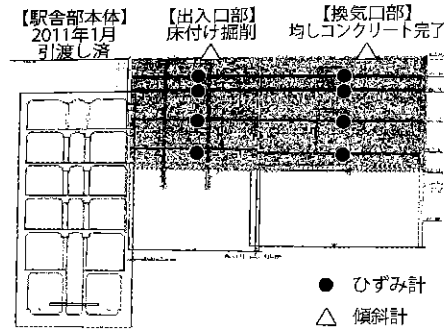 【駅舎部本体】
2011年1月
引渡し済
【出入口部】
床付け掘削
【換気口部】
均しコンクリート完了
● ひずみ計
△ 傾斜計